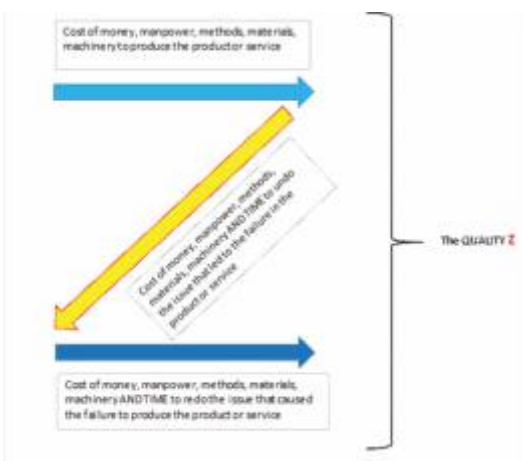 Cost of money, manpower, methods, materials,
machinery to produce the product or service
Cost of money, manpower, methods,
materials, machinery AND TIME to undo
the issue that led to the failure in the
product or service
The QUALITY Z
Cost of money, manpower, methods, materials,
machinery AND TIME to redo the issue that caused
the failure to produce the product or service